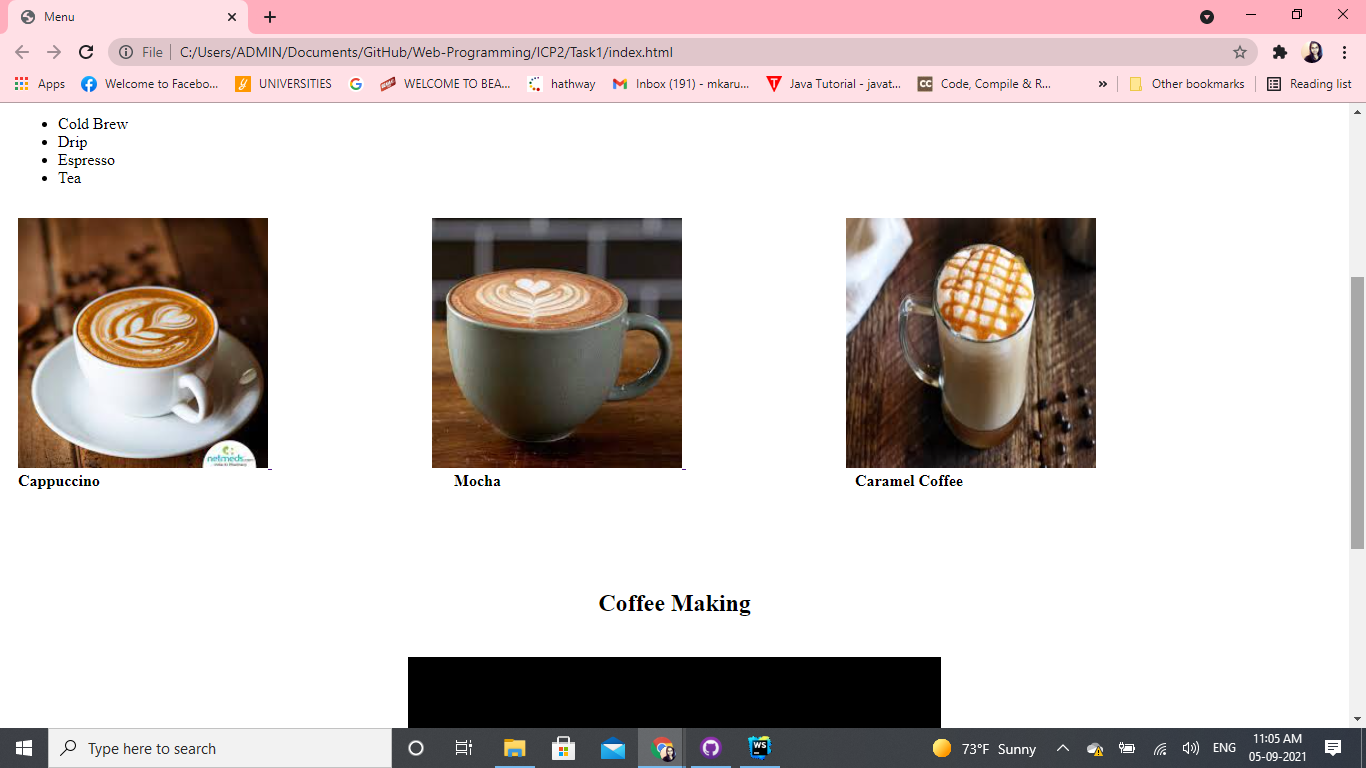 Menu
File
C:/Users/ADMIN/Documents/GitHub/Web-Programming/ICP2/Task1/index.html
Apps
Welcome to Facebo...
UNIVERSITIES
WELCOME TO BEA...
hathway
Inbox (191) - mkaru...
Java Tutorial - javat...
CC
Code, Compile & R...
»
Other bookmarks
Reading list
Cold Brew
Drip
Espresso
Tea
netmeds.com
Cappuccino
Mocha
Caramel Coffee
Coffee Making
Type here to search
WS
73°F Sunny
ENG
11:05 AM
05-09-2021